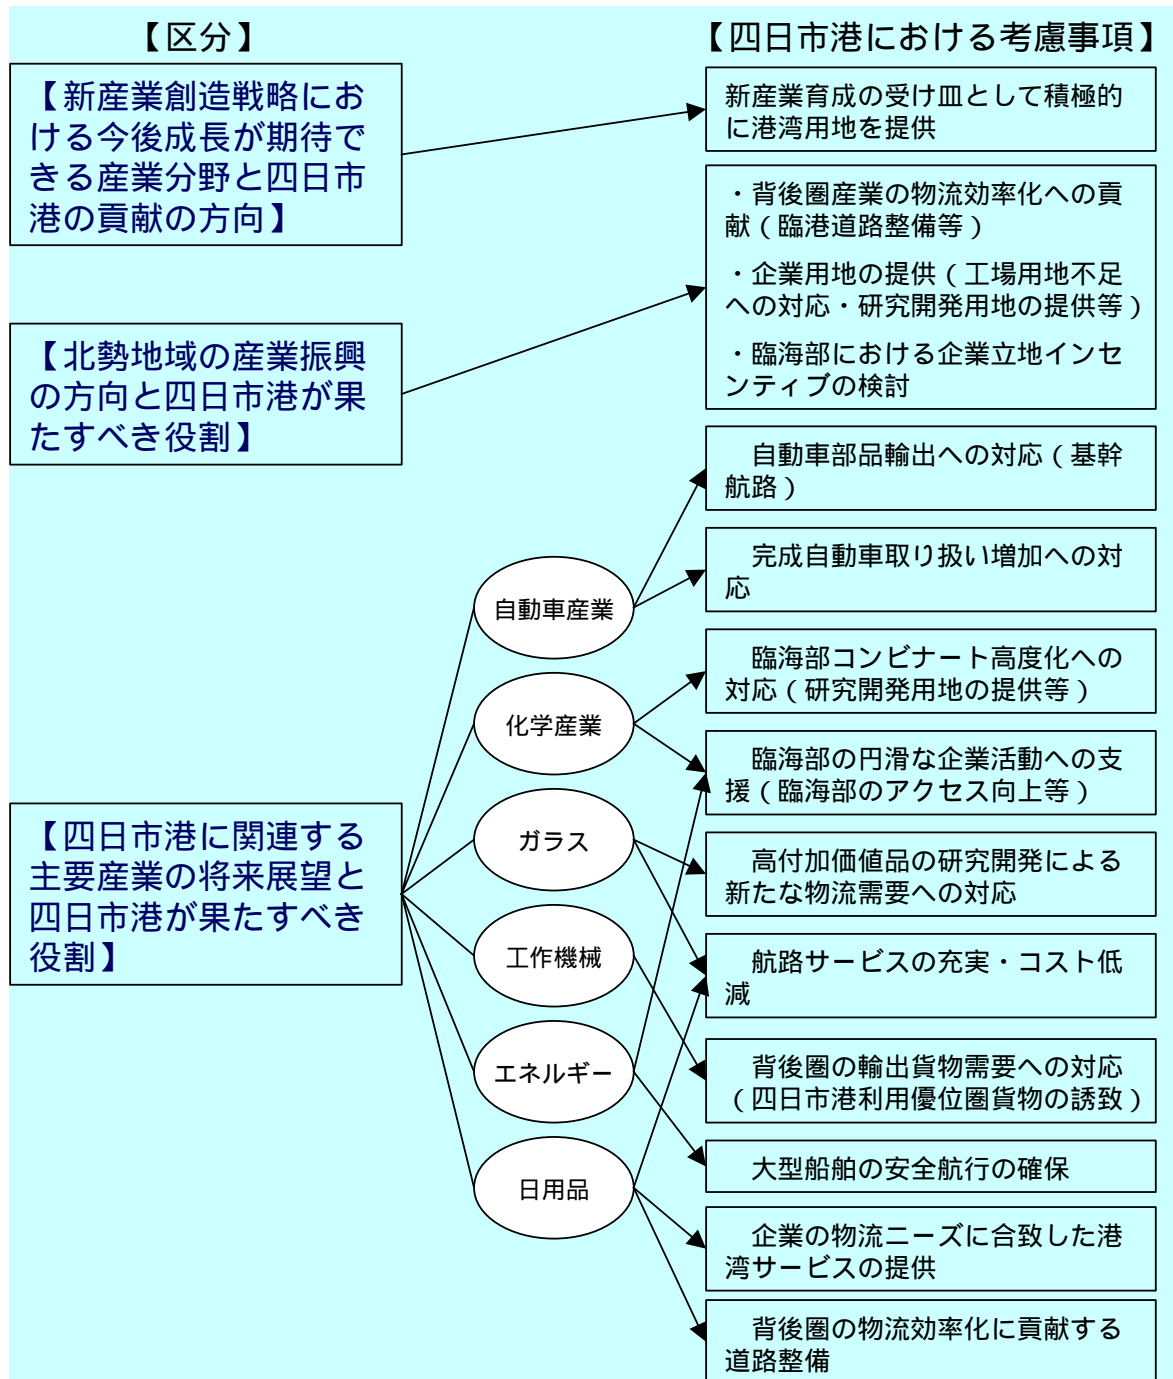 【区分】
【四日市港における考慮事項】
【新産業創造戦略にお
ける今後成長が期待で
きる産業分野と四日市
港の貢献の方向】
新産業育成の受け皿として積極的
に港湾用地を提供
・背後圏産業の物流効率化への貢
献（臨港道路整備等）
・企業用地の提供（工場用地不足
への対応・研究開発用地の提供等）
・臨海部における企業立地インセ
ンティブの検討
【北勢地域の産業振興
の方向と四日市港が果
たすべき役割】
【四日市港に関連する
主要産業の将来展望と
四日市港が果たすべき
役割】
自動車産業
化学産業
ガラス
工作機械
エネルギー
日用品
自動車部品輸出への対応（基幹
航路）
完成自動車取り扱い増加への対
応
臨海部コンビナート高度化への
対応（研究開発用地の提供等）
臨海部の円滑な企業活動への支
援（臨海部のアクセス向上等）
高付加価値品の研究開発による
新たな物流需要への対応
航路サービスの充実・コスト低
減
背後圏の輸出貨物需要への対応
（四日市港利用優位圏貨物の誘致）
大型船舶の安全航行の確保
企業の物流ニーズに合致した港
湾サービスの提供
背後圏の物流効率化に貢献する
道路整備